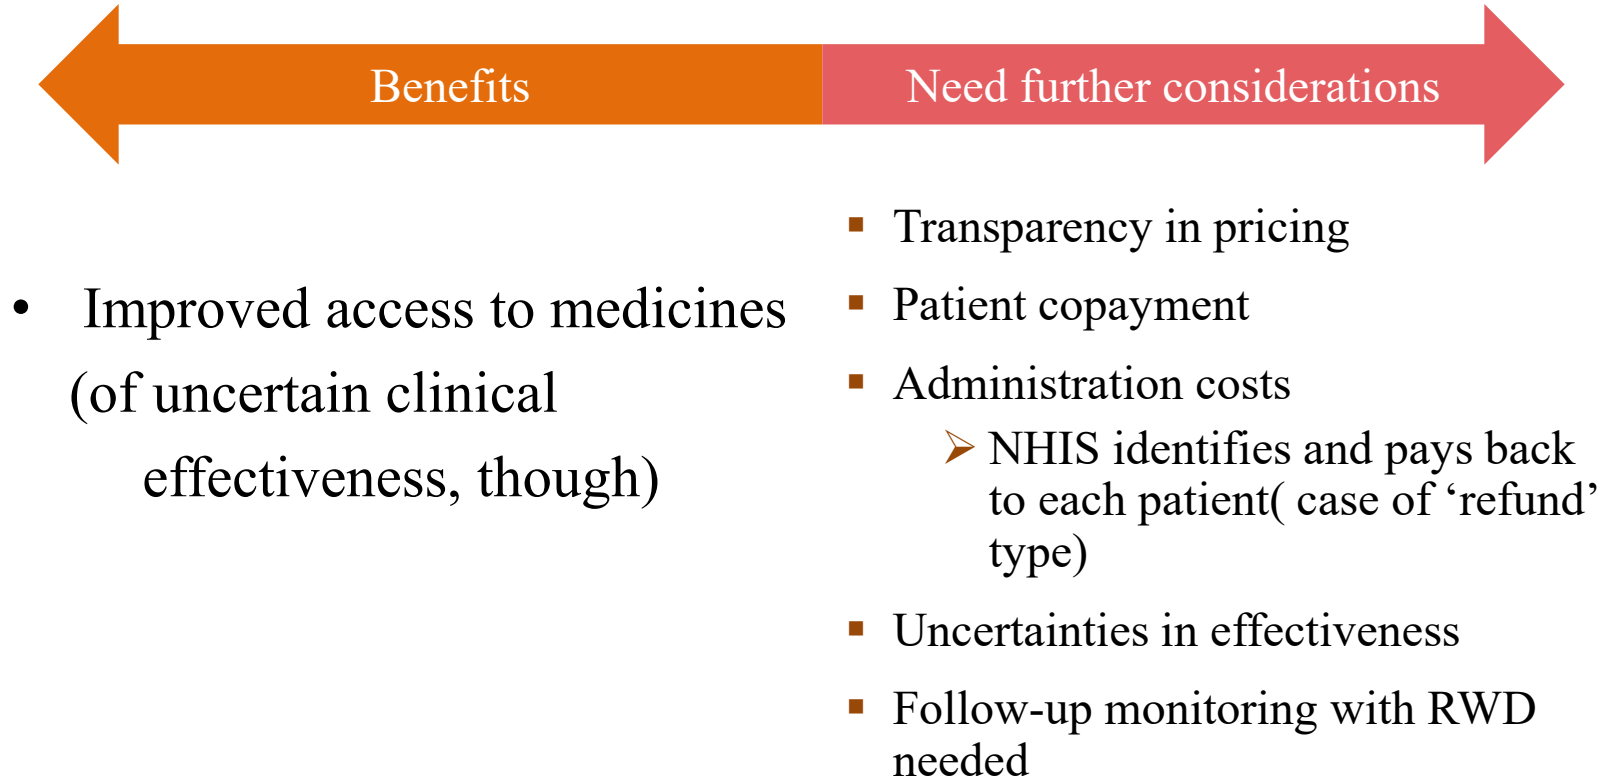 Benefits
Need further considerations
• Improved access to medicines
(of uncertain clinical
effectiveness, though)
▪ Transparency in pricing
▪ Patient copayment
▪ Administration costs
➢ NHIS identifies and pays back
to each patient( case of ‘refund’
type)
▪ Uncertainties in effectiveness
▪ Follow-up monitoring with RWD
needed